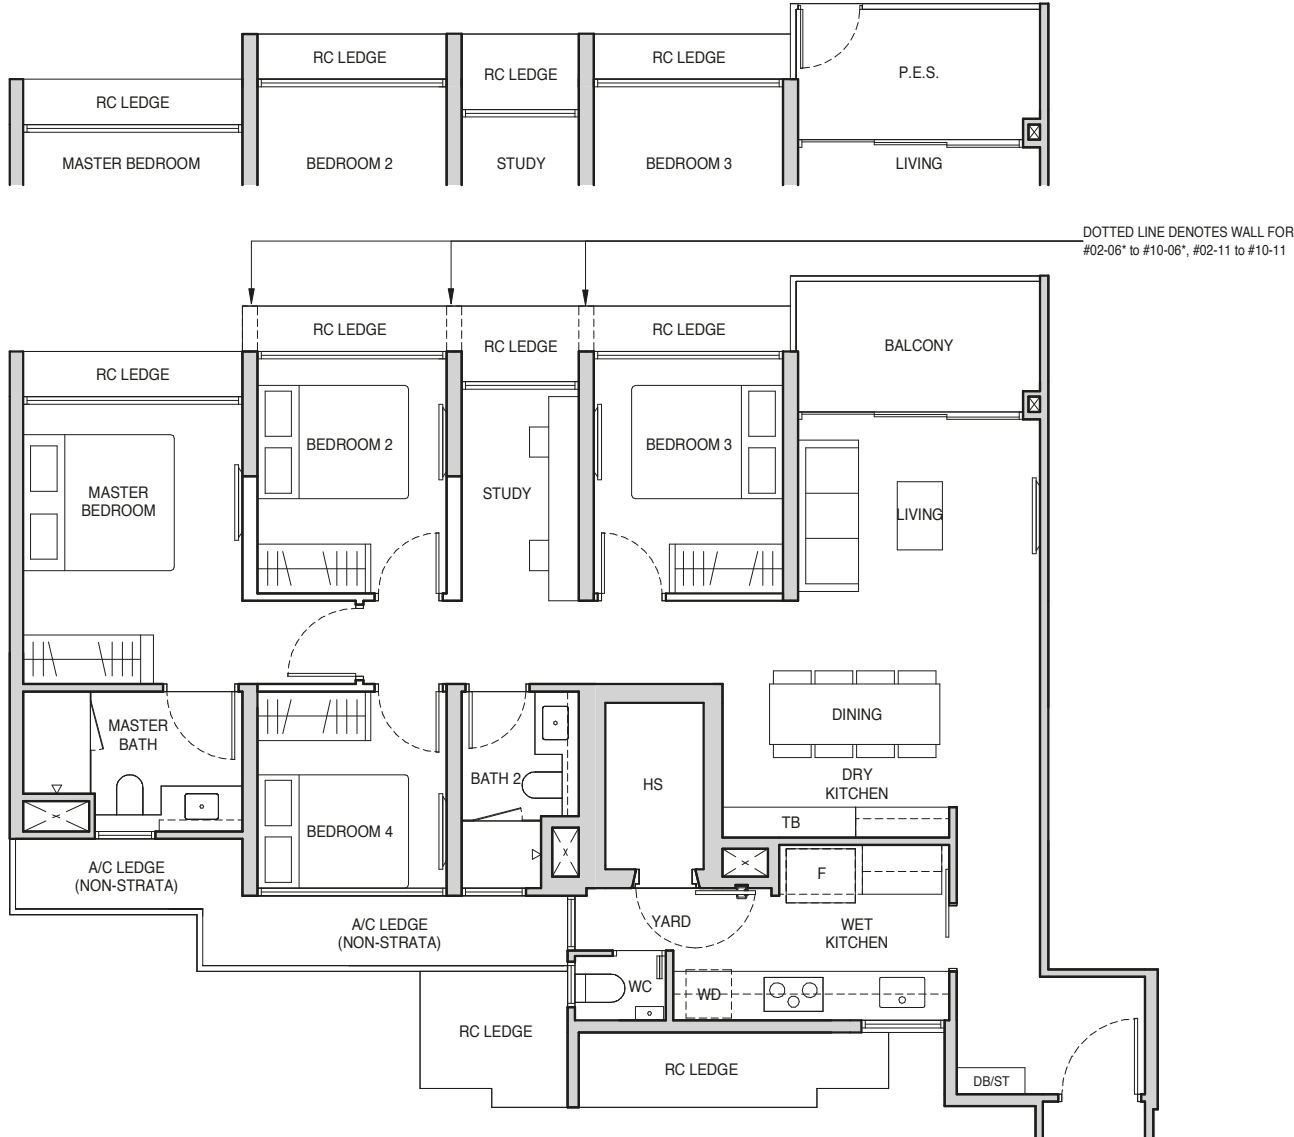 RC LEDGE
RC LEDGE
P.E.S.
RC LEDGE
RC LEDGE
MASTER BEDROOM
BEDROOM 2
STUDY
BEDROOM 3
LIVING
DOTTED LINE DENOTES WALL FOR
#02-06* to #10-06*, #02-11 to #10-11
RC LEDGE
RC LEDGE
RC LEDGE
BALCONY
RC LEDGE
BEDROOM 2
BEDROOM 3
MASTER
BEDROOM
STUDY
LIVING
DINING
MASTER
BATH
BATH 2
HS
DRY
KITCHEN
TB
BEDROOM 4
A/C LEDGE
(NON-STRATA)
F
A/C LEDGE
(NON-STRATA)
YARD
WET
KITCHEN
WC
WD
RC LEDGE
RC LEDGE
DB/ST